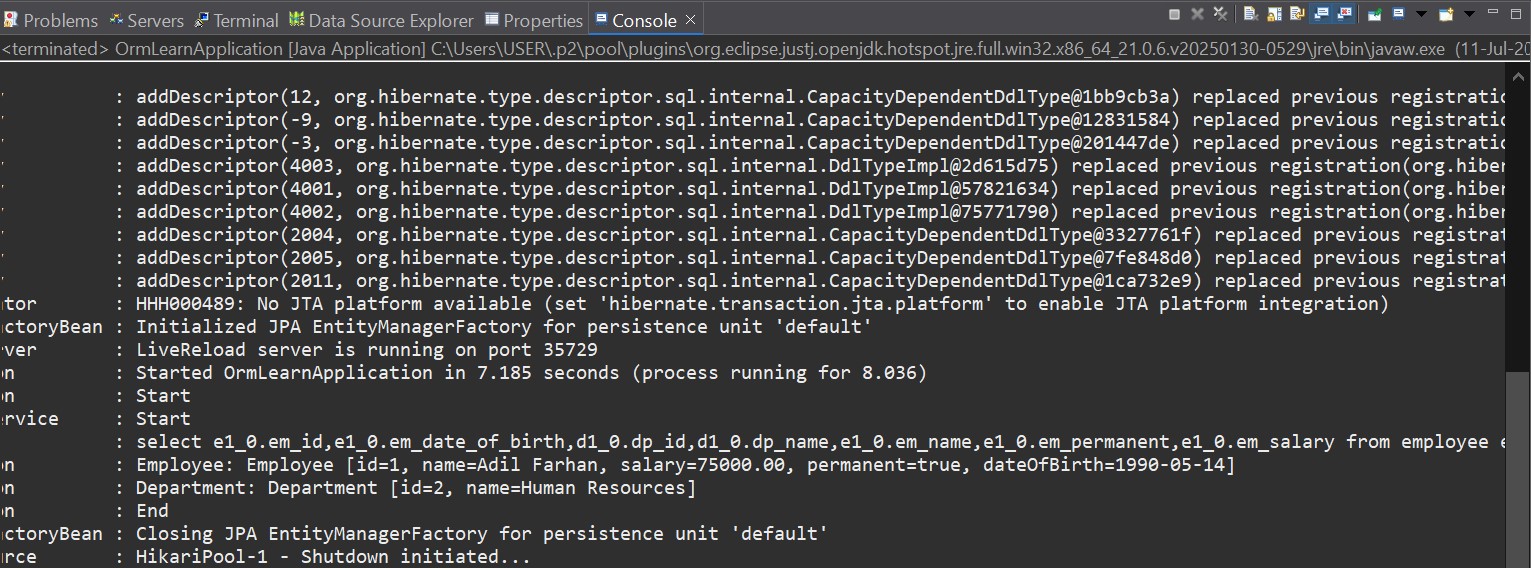 Problems Servers Terminal Data Source Explorer Properties Console ×
<terminated> OrmLearnApplication [Java Application] C:\Users\USER\.p2\pool\plugins\org.eclipse.justj.openjdk.hotspot.jre.full.win32.x86_64_21.0.6.v20250130-0529\jre\bin\javaw.exe (11-Jul-20
: addDescriptor(12, org.hibernate.type.descriptor.sql.internal.CapacityDependentDdlType@1bb9cb3a) replaced previous registratio
: addDescriptor(-9, org.hibernate.type.descriptor.sql.internal.CapacityDependentDdlType@12831584) replaced previous registratio
: addDescriptor(-3, org.hibernate.type.descriptor.sql.internal.CapacityDependentDdlType@201447de) replaced previous registratio
: addDescriptor(4003, org.hibernate.type.descriptor.sql.internal.DdlTypeImpl@2d615d75) replaced previous registration(org.hiber
: addDescriptor(4001, org.hibernate.type.descriptor.sql.internal.DdlTypeImpl@57821634) replaced previous registration(org.hiber
: addDescriptor(4002, org.hibernate.type.descriptor.sql.internal.DdlTypeImpl@75771790) replaced previous registration(org.hiber
: addDescriptor(2004, org.hibernate.type.descriptor.sql.internal.CapacityDependentDdlType@3327761f) replaced previous registrat
: addDescriptor(2005, org.hibernate.type.descriptor.sql.internal.CapacityDependentDdlType@7fe848d0) replaced previous registrat
: addDescriptor(2011, org.hibernate.type.descriptor.sql.internal.CapacityDependentDdlType@1ca732e9) replaced previous registrat
tor : HHH000489: No JTA platform available (set 'hibernate.transaction.jta.platform' to enable JTA platform integration)
ctoryBean : Initialized JPA EntityManagerFactory for persistence unit 'default'
rver : LiveReload server is running on port 35729
on : Started OrmLearnApplication in 7.185 seconds (process running for 8.036)
on : Start
ervice : Start
: select e1_0.em_id,e1_0.em_date_of_birth,d1_0.dp_id,d1_0.dp_name,e1_0.em_name,e1_0.em_permanent,e1_0.em_salary from employee e
on : Employee: Employee [id=1, name=Adil Farhan, salary=75000.00, permanent=true, dateOfBirth=1990-05-14]
on : Department: Department [id=2, name=Human Resources]
on : End
ctoryBean : Closing JPA EntityManagerFactory for persistence unit 'default'
rce : HikariPool-1 - Shutdown initiated...